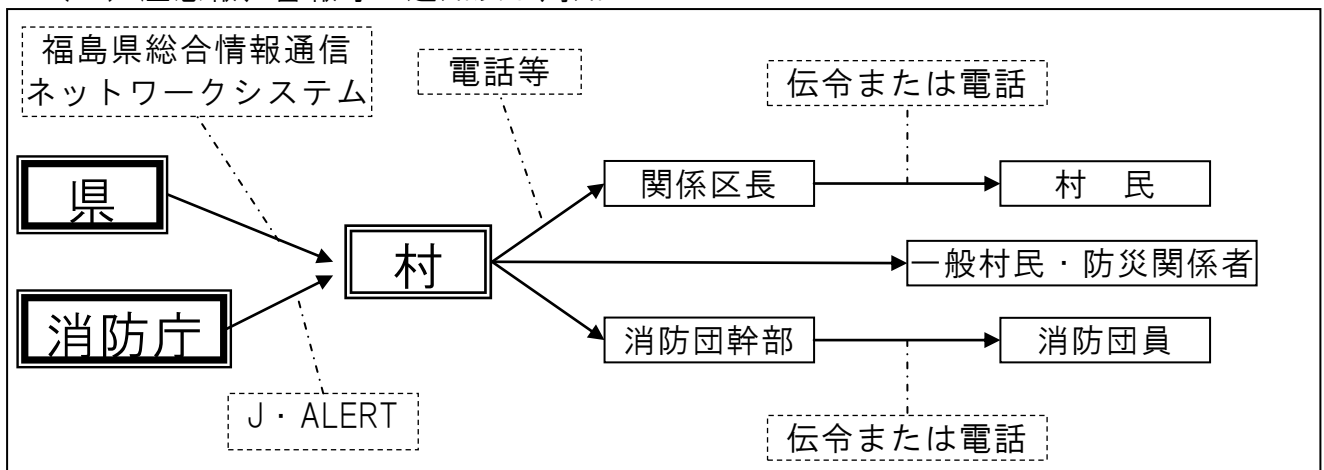 福島県総合情報通信
ネットワークシステム
電話等
伝令または電話
県
関係区長
村　民
村
一般村民・防災関係者
消防庁
消防団幹部
消防団員
J・ALERT
伝令または電話